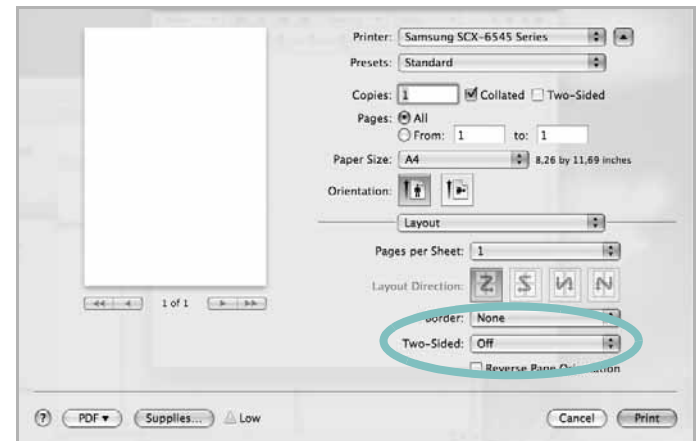 Printer: Samsung SCX-6545 Series
Presets: Standard
Copies: 1 Collated Two-Sided
Pages: All
From: 1 to: 1
Paper Size: A4 8,26 by 11,69 inches
Orientation:
Layout
Pages per Sheet: 1
Layout Direction:
1 of 1
Border: None
Two-Sided: Off
Reverse Page Orientation
? PDF Supplies... Low Cancel Print